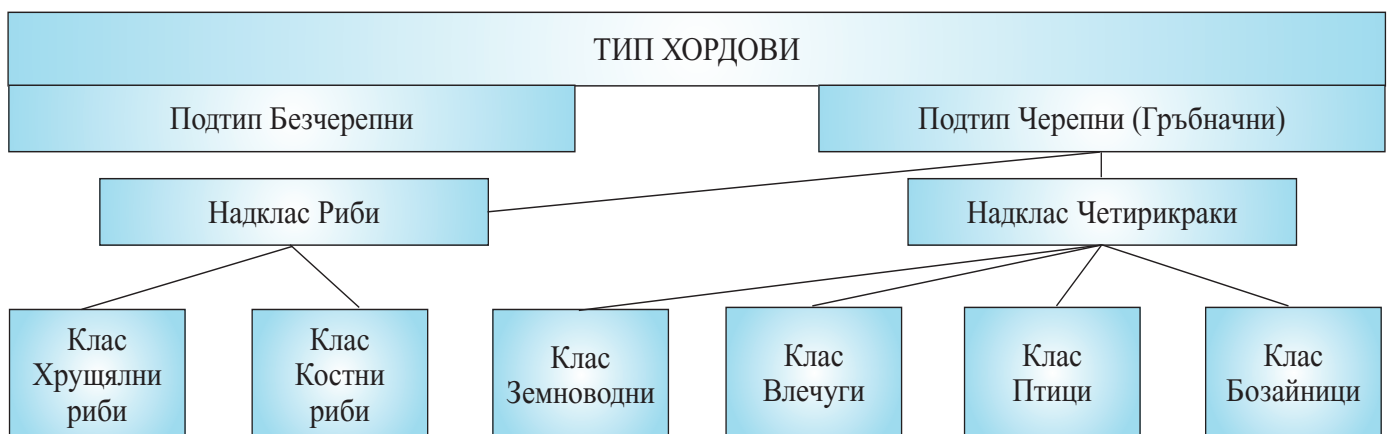 ТИП ХОРДОВИ
Подтип Безчерепни
Подтип Черепни (Гръбначни)
Надклас Риби
Надклас Четирикраки
Клас
Хрущялни
риби
Клас
Костни
риби
Клас
Земноводни
Клас
Влечуги
Клас
Птици
Клас
Бозайници